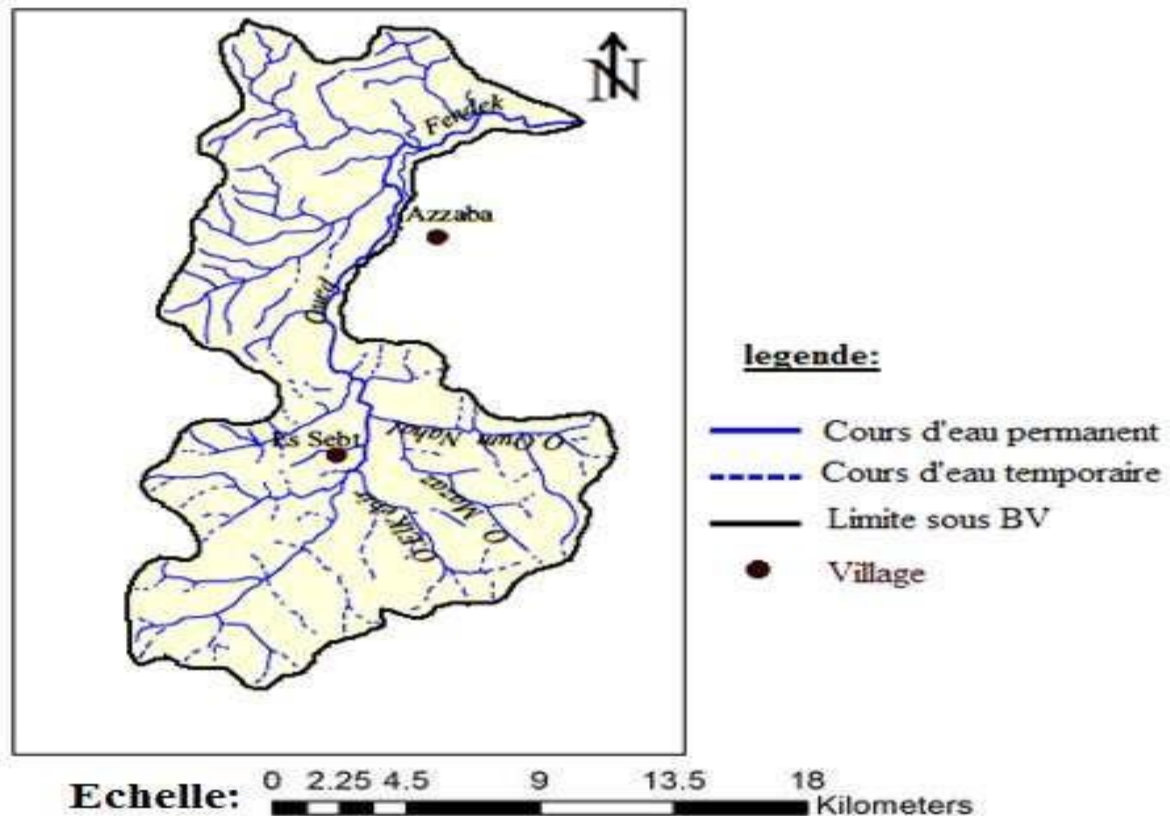 N
Fendek
Azzaba
Oued
Es Sebt
O Oum Nahal
O Mazaz
legende:
Cours d'eau permanent
Cours d'eau temporaire
Limite sous BV
Village
Echelle:
0 2.25 4.5 9 13.5 18
Kilometers